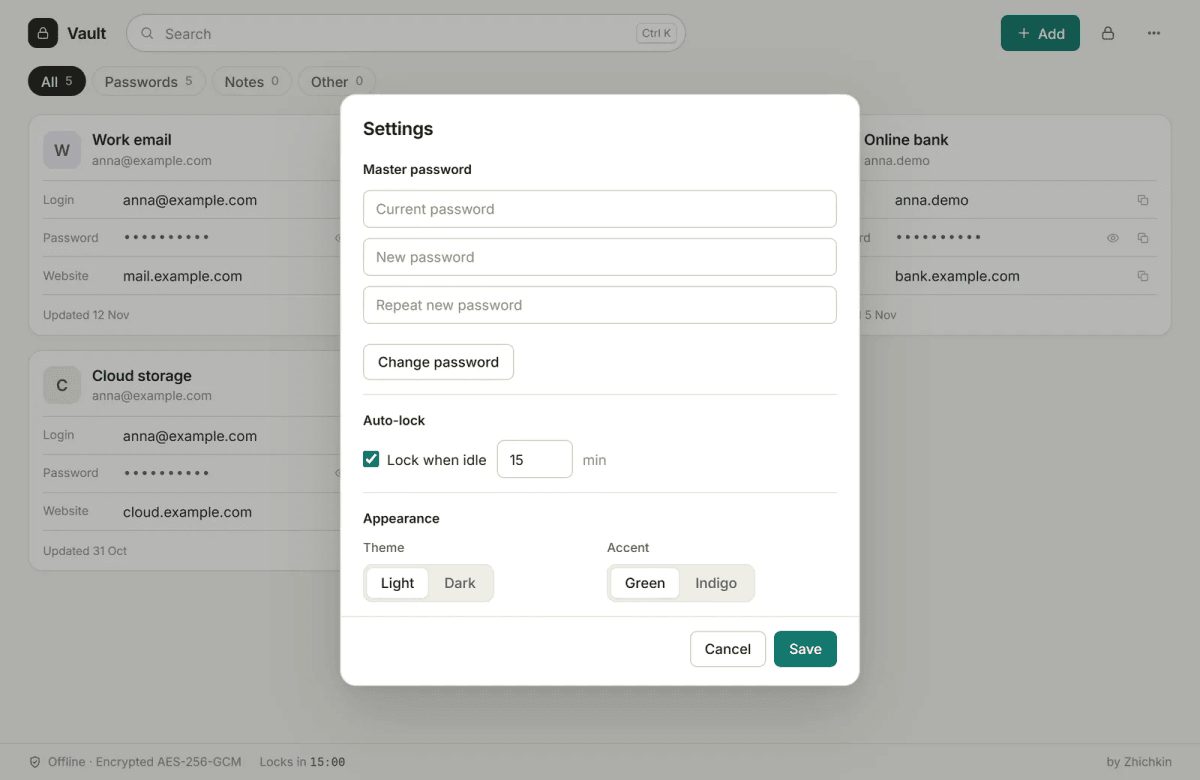 Vault
Search
Ctrl K
+ Add
All 5
Passwords 5
Notes 0
Other 0
W
Work email
anna@example.com
Login anna@example.com
Password ••••••••••
Website mail.example.com
Updated 12 Nov
Online bank
anna.demo
anna.demo
rd ••••••••••
bank.example.com
5 Nov
C
Cloud storage
anna@example.com
Login anna@example.com
Password ••••••••••
Website cloud.example.com
Updated 31 Oct
Settings
Master password
Current password
New password
Repeat new password
Change password
Auto-lock
Lock when idle 15 min
Appearance
Theme Accent
Light Dark Green Indigo
Cancel Save
Offline · Encrypted AES-256-GCM Locks in 15:00
by Zhichkin